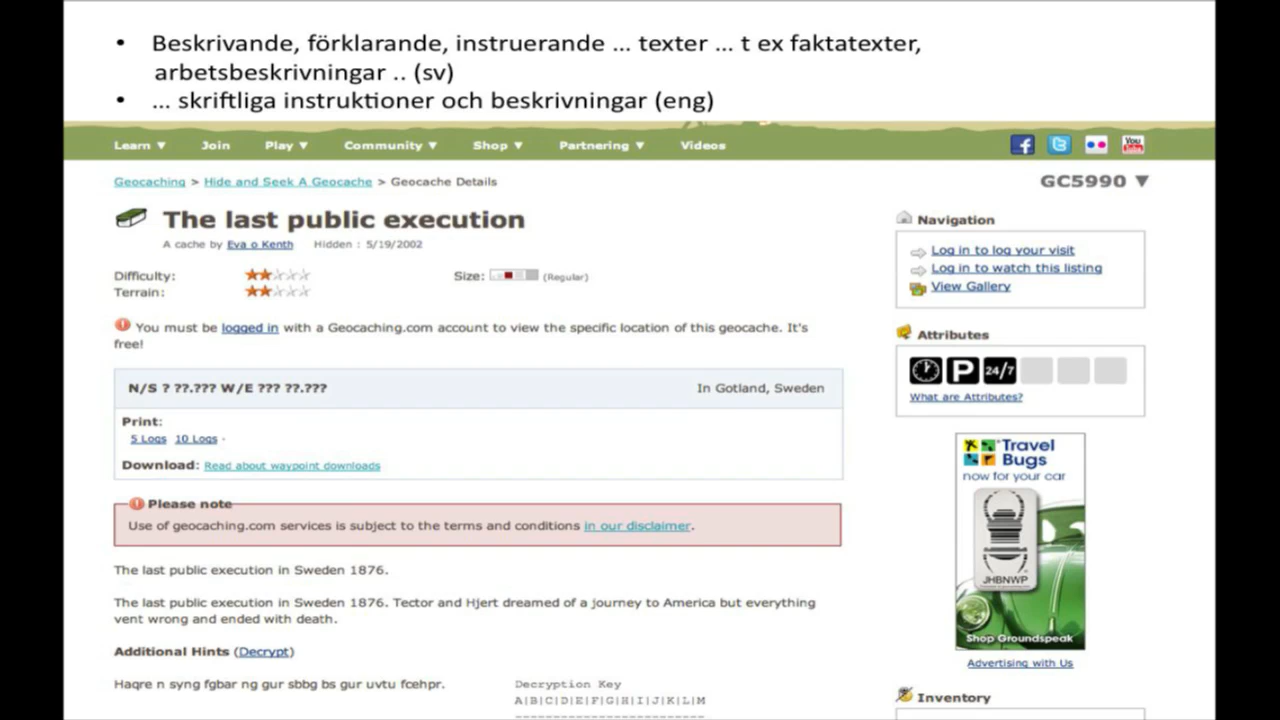 • Beskrivande, förklarande, instruerande ... texter ... t ex faktatexter,
arbetsbeskrivningar .. (sv)
• ... skriftliga instruktioner och beskrivningar (eng)
Learn ▼ Join Play ▼ Community ▼ Shop ▼ Partnering ▼ Videos
You Tube
Geocaching > Hide and Seek A Geocache > Geocache Details
GC5990 ▼
The last public execution
A cache by Eva o Kenth Hidden : 5/19/2002
Difficulty:
Size: (Regular)
Terrain:
You must be logged in with a Geocaching.com account to view the specific location of this geocache. It's
free!
N/S ? ??.??? W/E ??? ??.??? In Gotland, Sweden
Print:
5 Logs 10 Logs ·
Download: Read about waypoint downloads
Please note
Use of geocaching.com services is subject to the terms and conditions in our disclaimer.
The last public execution in Sweden 1876.
The last public execution in Sweden 1876. Tector and Hjert dreamed of a journey to America but everything
vent wrong and ended with death.
Additional Hints (Decrypt)
Haqre n syng fgbar ng gur sbbg bs gur uvtu fcehpr.
Decryption Key
A|B|C|D|E|F|G|H|I|J|K|L|M
-------------------------
Navigation
Log in to log your visit
Log in to watch this listing
View Gallery
Attributes
P 24/7
What are Attributes?
Travel
Bugs
now for your car
JHBNWP
Shop Groundspeak
Advertising with Us
Inventory